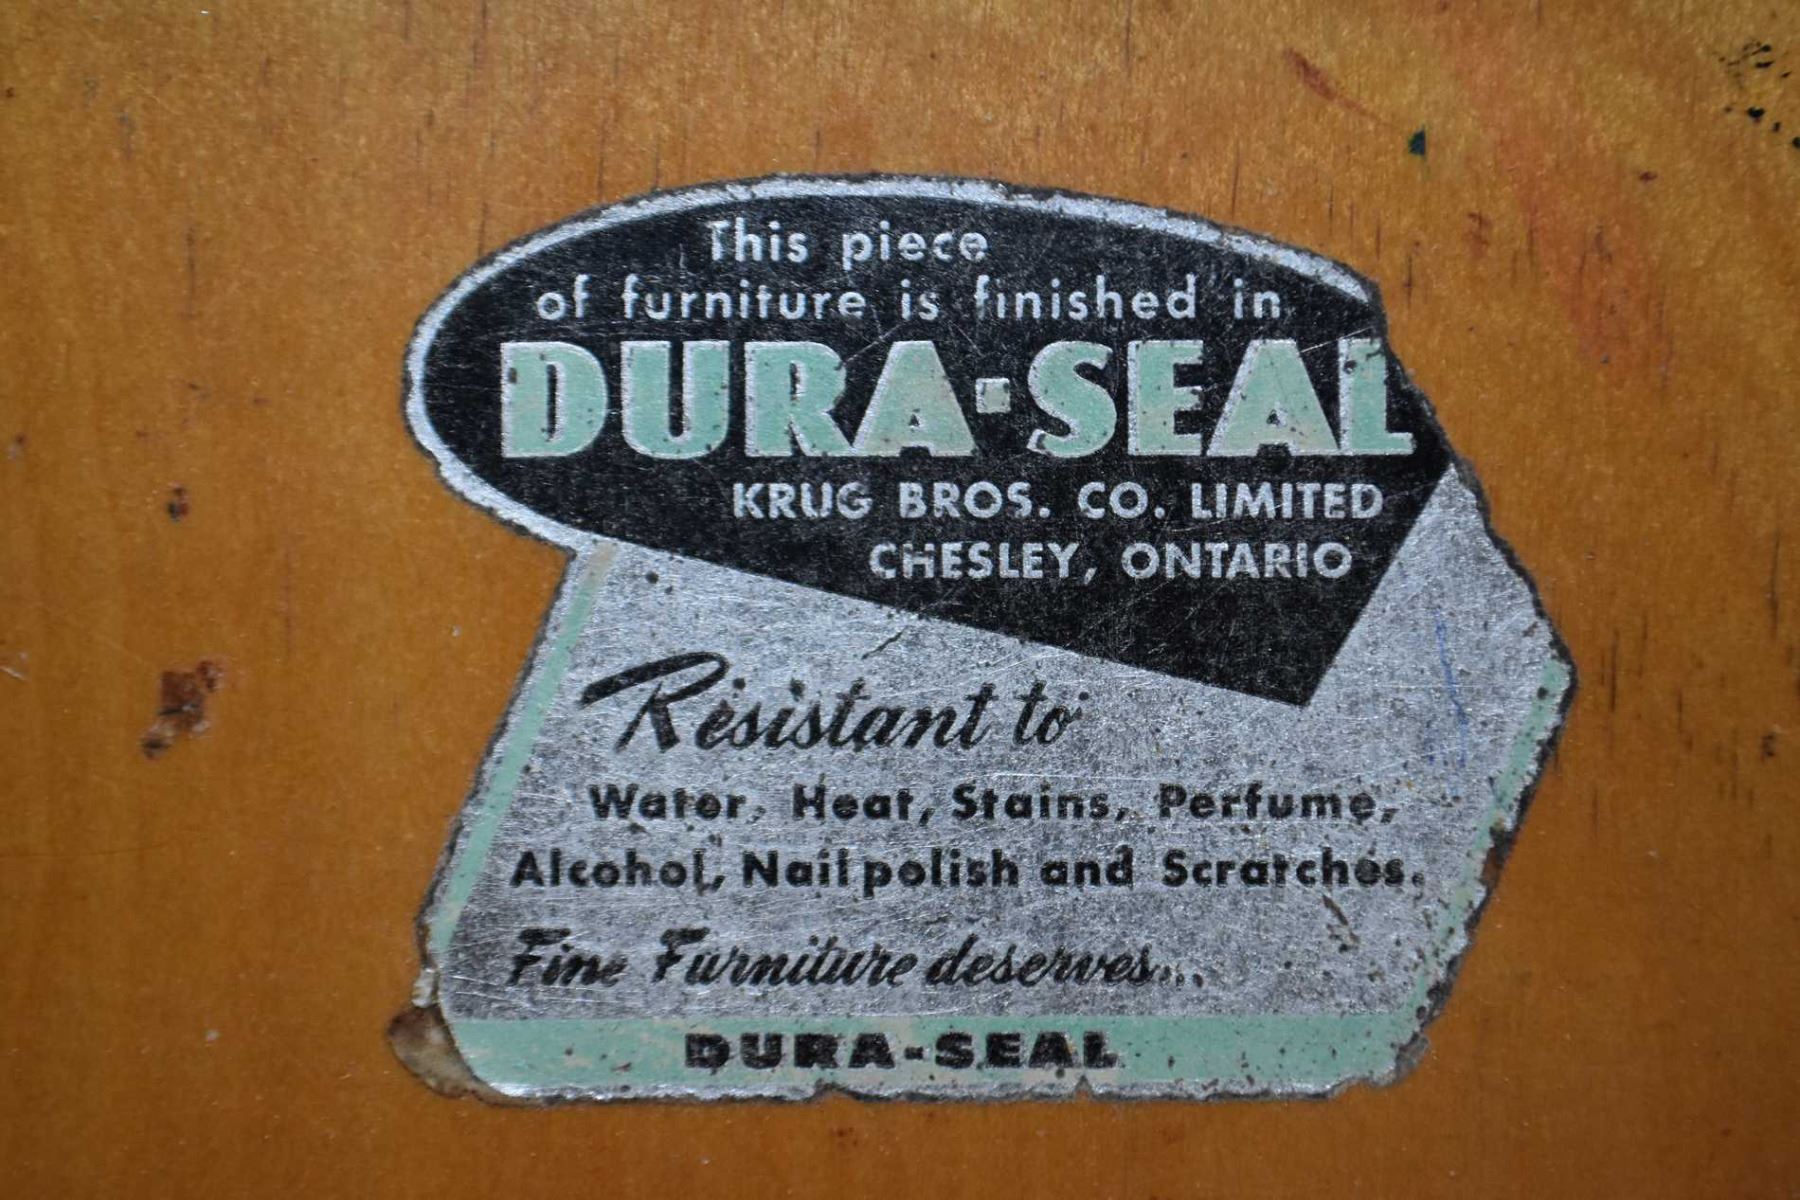 This piece
of furniture is finished in
DURA-SEAL
KRUG BROS. CO. LIMITED
CHESLEY, ONTARIO
Resistant to
Water, Heat, Stains, Perfume,
Alcohol, Nail polish and Scratches.
Fine Furniture deserves...
DURA-SEAL